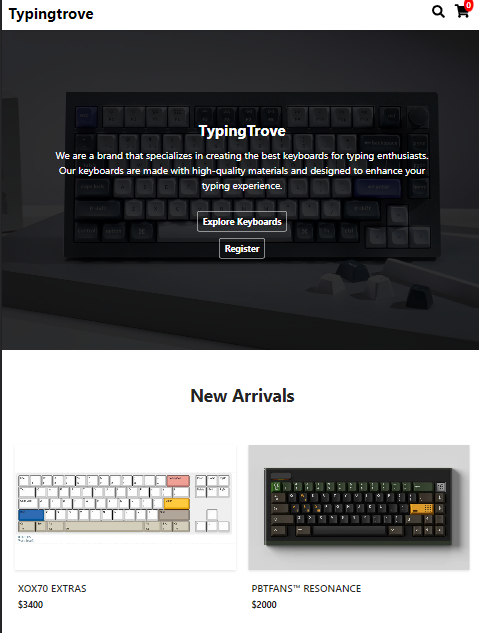 Typingtrove
0
TypingTrove
We are a brand that specializes in creating the best keyboards for typing enthusiasts.
Our keyboards are made with high-quality materials and designed to enhance your
typing experience.
Explore Keyboards
Register
New Arrivals
XOX70 EXTRAS
$3400
PBTFANS™ RESONANCE
$2000